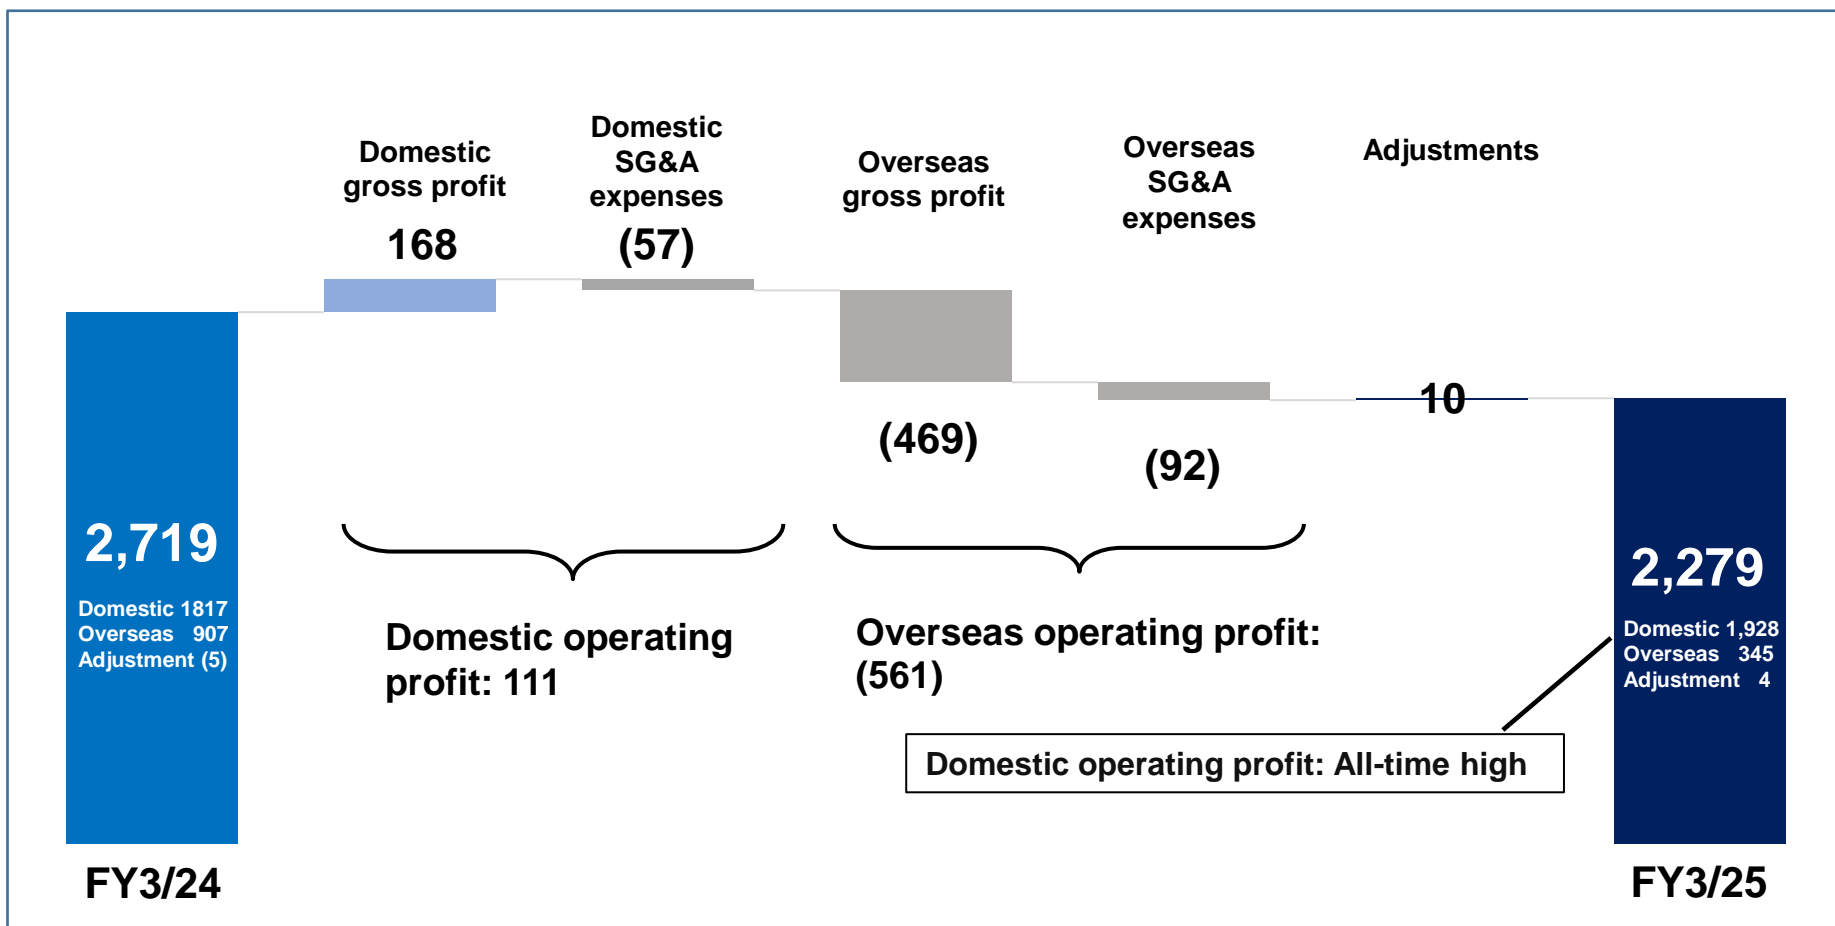 Domestic
gross profit
168
Domestic
SG&A
expenses
(57)
Overseas
gross profit
(469)
Overseas
SG&A
expenses
(92)
Adjustments
10
2,719
Domestic 1817
Overseas 907
Adjustment (5)
FY3/24
Domestic operating
profit: 111
Overseas operating profit:
(561)
Domestic operating profit: All-time high
2,279
Domestic 1,928
Overseas 345
Adjustment 4
FY3/25